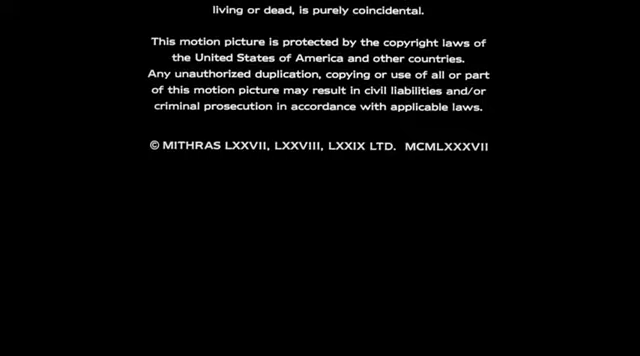 living or dead, is purely coincidental.
This motion picture is protected by the copyright laws of
the United States of America and other countries.
Any unauthorized duplication, copying or use of all or part
of this motion picture may result in civil liabilities and/or
criminal prosecution in accordance with applicable laws.
© MITHRAS LXXVII, LXXVIII, LXXIX LTD. MCMLXXXVII